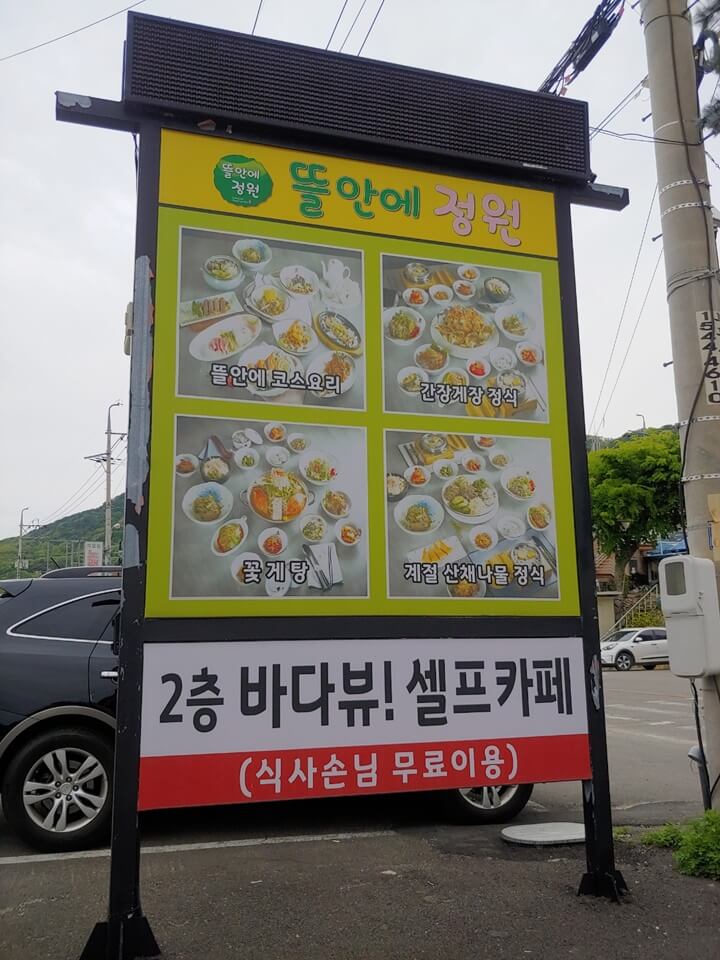 뜰안에
정원
뜰안에 정원
뜰안에 코스요리
간장게장 정식
꽃게탕
계절 산채나물 정식
2층 바다뷰! 셀프카페
(식사손님 무료이용)